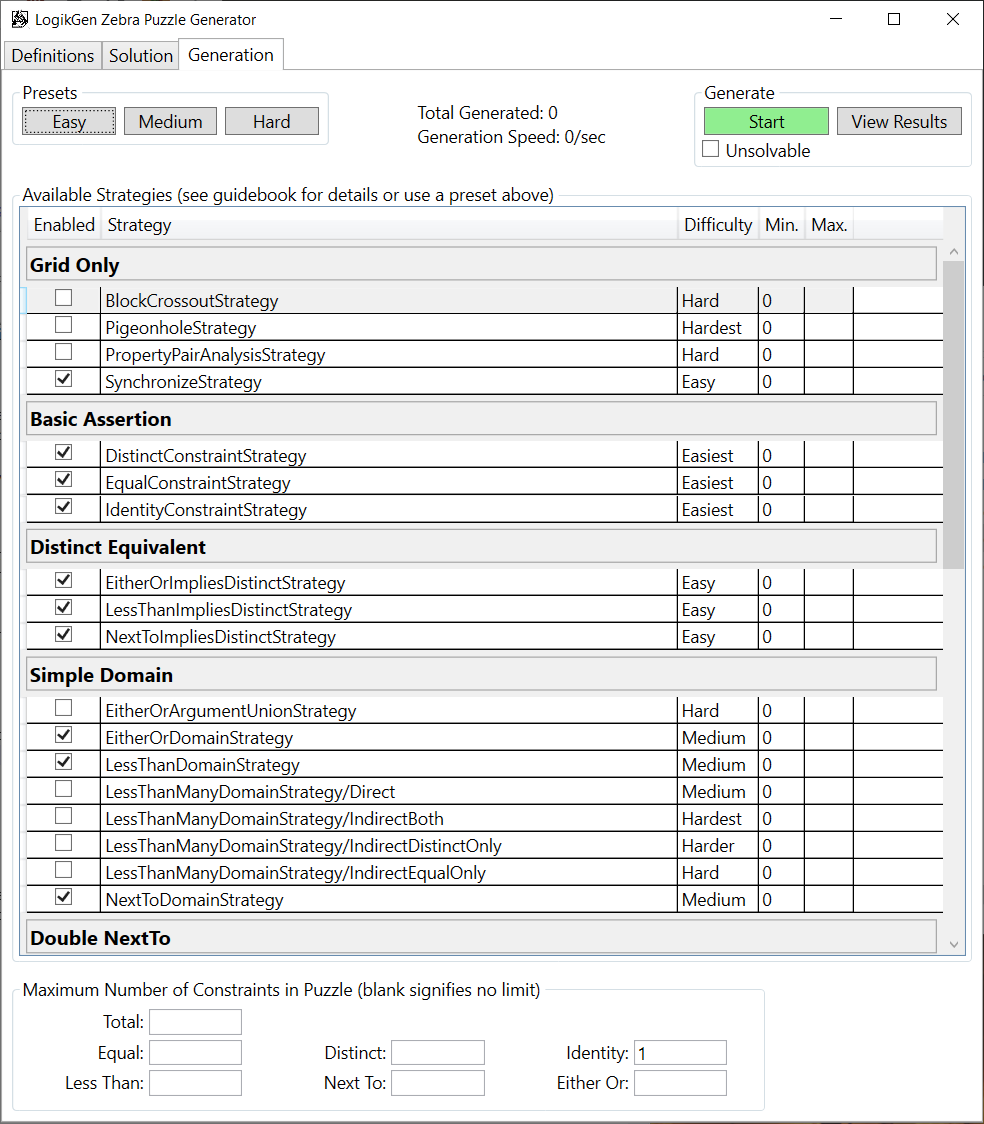 LogikGen Zebra Puzzle Generator
Definitions Solution Generation
Presets
Easy Medium Hard
Total Generated: 0
Generation Speed: 0/sec
Generate
Start View Results
Unsolvable
Available Strategies (see guidebook for details or use a preset above)
Enabled Strategy Difficulty Min. Max.
Grid Only
BlockCrossoutStrategy Hard 0
PigeonholeStrategy Hardest 0
PropertyPairAnalysisStrategy Hard 0
SynchronizeStrategy Easy 0
Basic Assertion
DistinctConstraintStrategy Easiest 0
EqualConstraintStrategy Easiest 0
IdentityConstraintStrategy Easiest 0
Distinct Equivalent
EitherOrImpliesDistinctStrategy Easy 0
LessThanImpliesDistinctStrategy Easy 0
NextToImpliesDistinctStrategy Easy 0
Simple Domain
EitherOrArgumentUnionStrategy Hard 0
EitherOrDomainStrategy Medium 0
LessThanDomainStrategy Medium 0
LessThanManyDomainStrategy/Direct Medium 0
LessThanManyDomainStrategy/IndirectBoth Hardest 0
LessThanManyDomainStrategy/IndirectDistinctOnly Harder 0
LessThanManyDomainStrategy/IndirectEqualOnly Hard 0
NextToDomainStrategy Medium 0
Double NextTo
Maximum Number of Constraints in Puzzle (blank signifies no limit)
Total:
Equal: Distinct: Identity: 1
Less Than: Next To: Either Or: